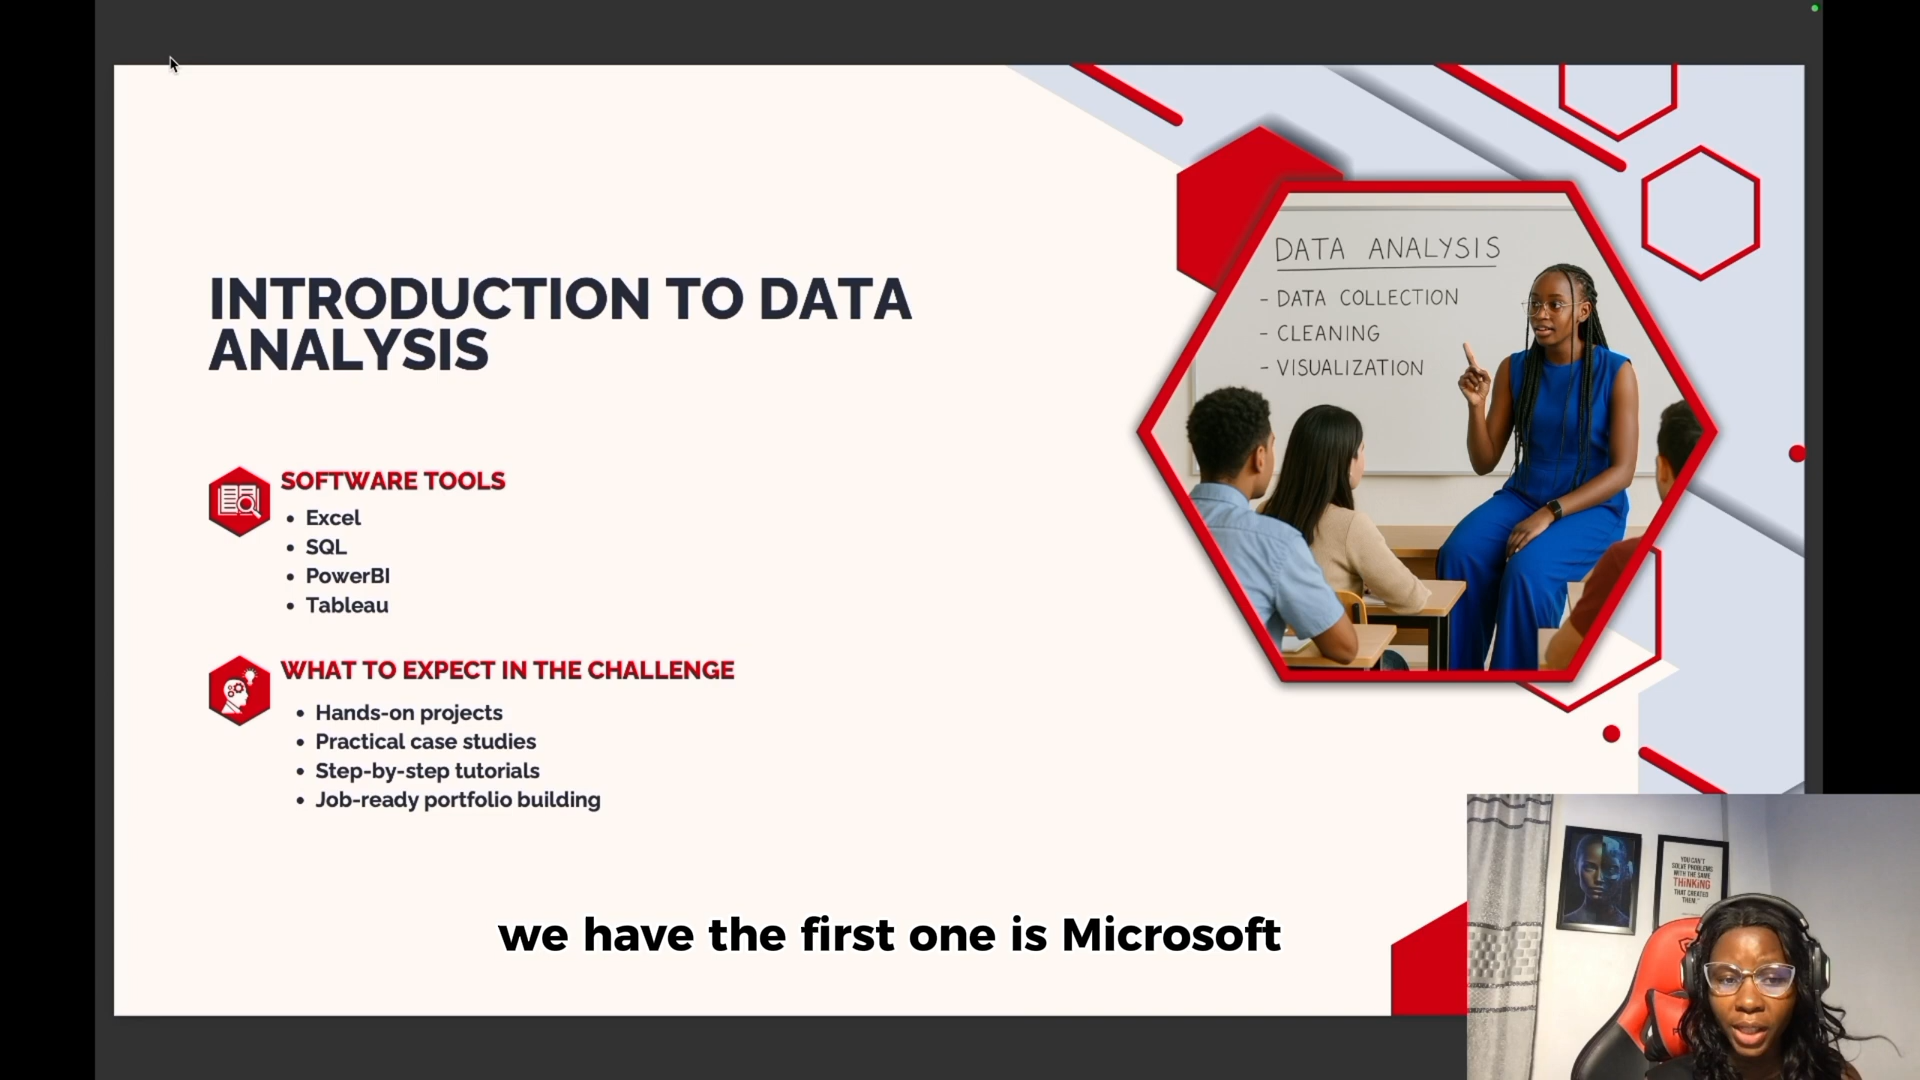 INTRODUCTION TO DATA
ANALYSIS
SOFTWARE TOOLS
• Excel
• SQL
• PowerBI
• Tableau
WHAT TO EXPECT IN THE CHALLENGE
• Hands-on projects
• Practical case studies
• Step-by-step tutorials
• Job-ready portfolio building
DATA ANALYSIS
- DATA COLLECTION
- CLEANING
- VISUALIZATION
YOU CAN'T
SOLVE PROBLEMS
WITH THE SAME
THINKING
THAT CREATED
THEM."
we have the first one is Microsoft